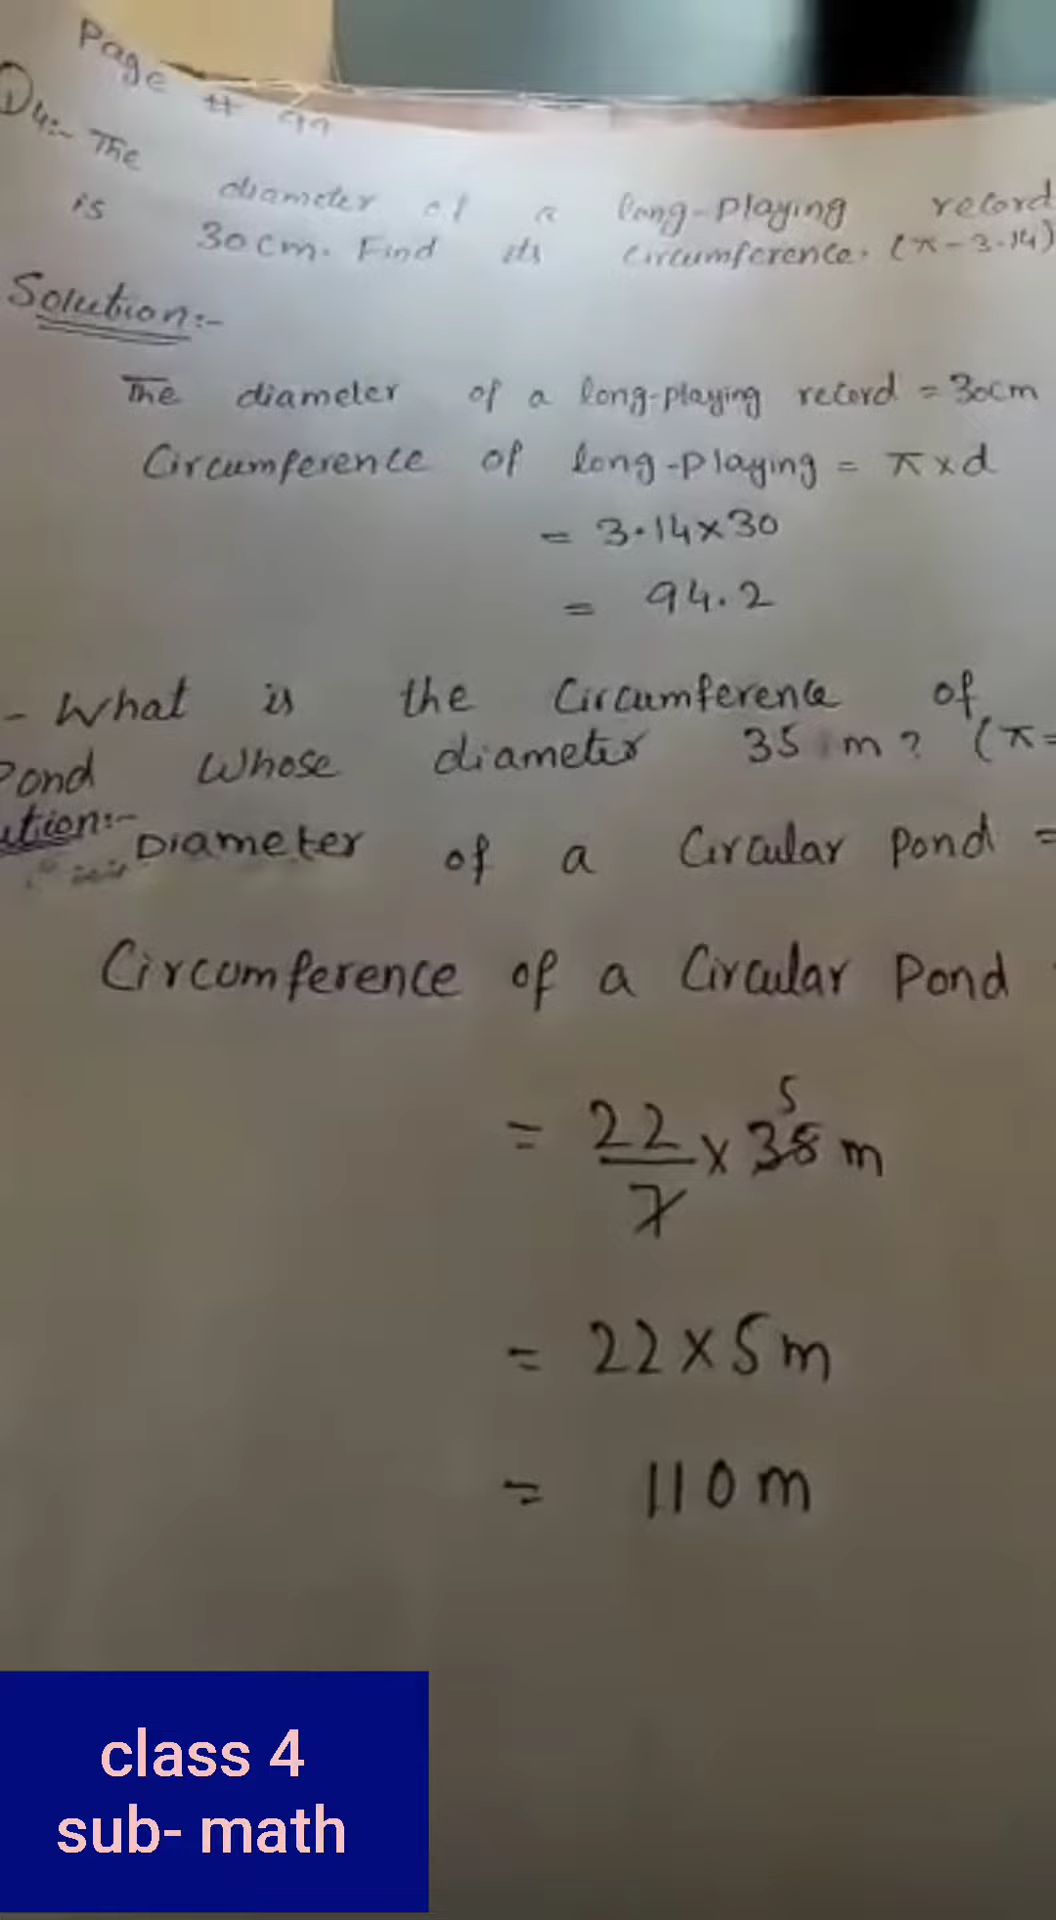 Page # 99
Q4:- The diameter of a long-playing record
is 30cm. Find its circumference. (π-3.14)
Solution:-
The diameter of a long-playing record = 30cm
Circumference of long-playing = π x d
= 3.14 x 30
= 94.2
- What is the Circumference of
Pond Whose diameter 35 m? (π =
ution:-
Diameter of a Circular Pond =
Circumference of a Circular Pond
= 22/7 x 35 5 m
= 22 x 5 m
= 110 m
class 4
sub- math